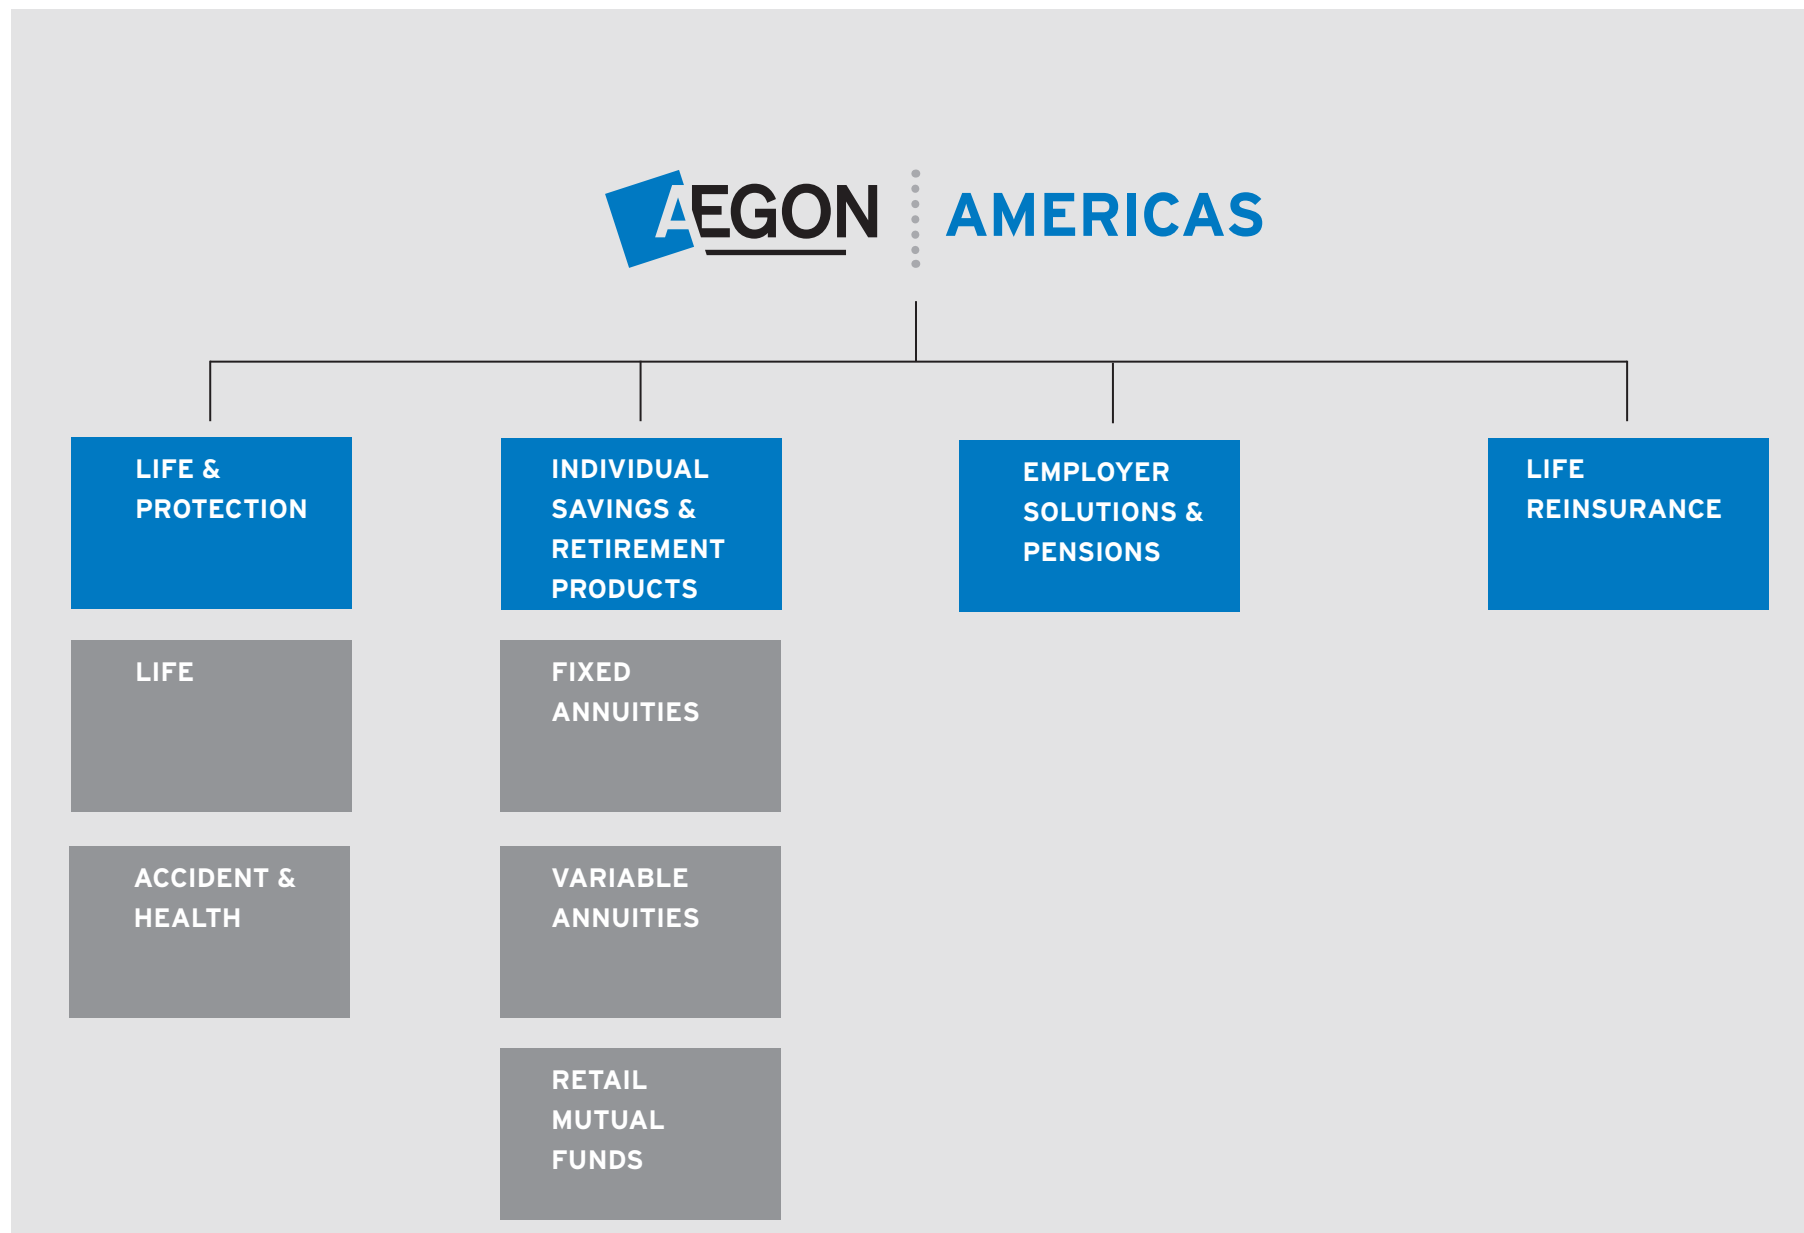 AEGON AMERICAS
LIFE &
PROTECTION
INDIVIDUAL
SAVINGS &
RETIREMENT
PRODUCTS
EMPLOYER
SOLUTIONS &
PENSIONS
LIFE
REINSURANCE
LIFE
FIXED
ANNUITIES
ACCIDENT &
HEALTH
VARIABLE
ANNUITIES
RETAIL
MUTUAL
FUNDS